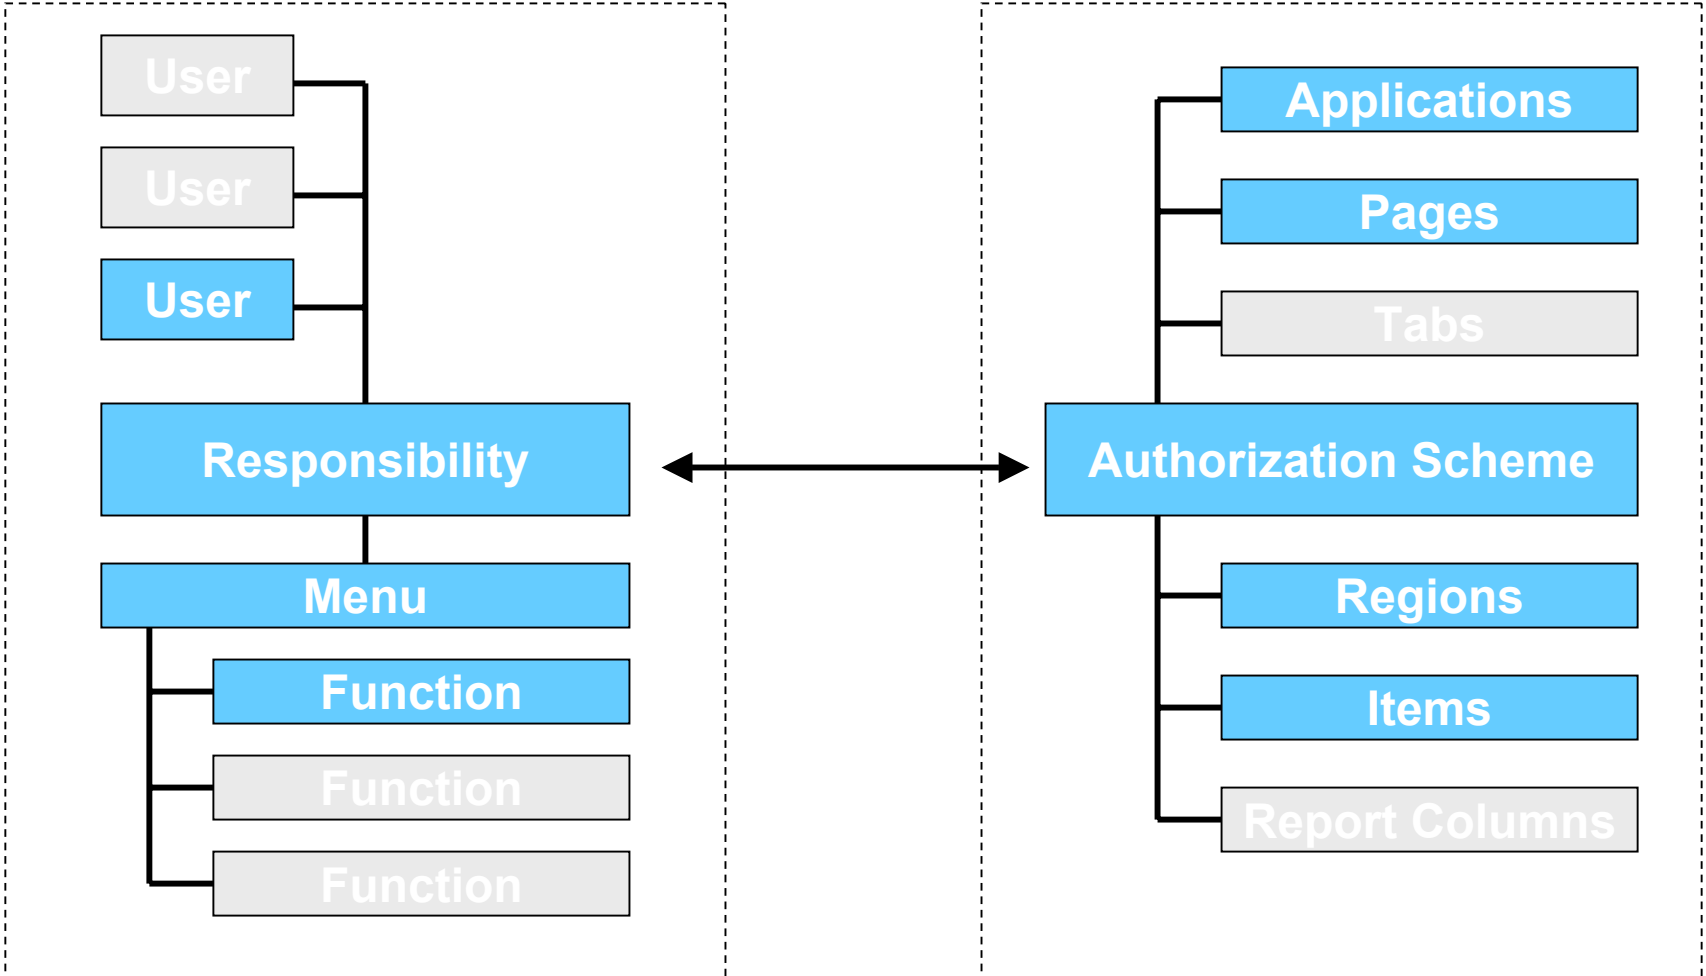 User
User
User
Responsibility
Menu
Function
Function
Function
Applications
Pages
Tabs
Authorization Scheme
Regions
Items
Report Columns